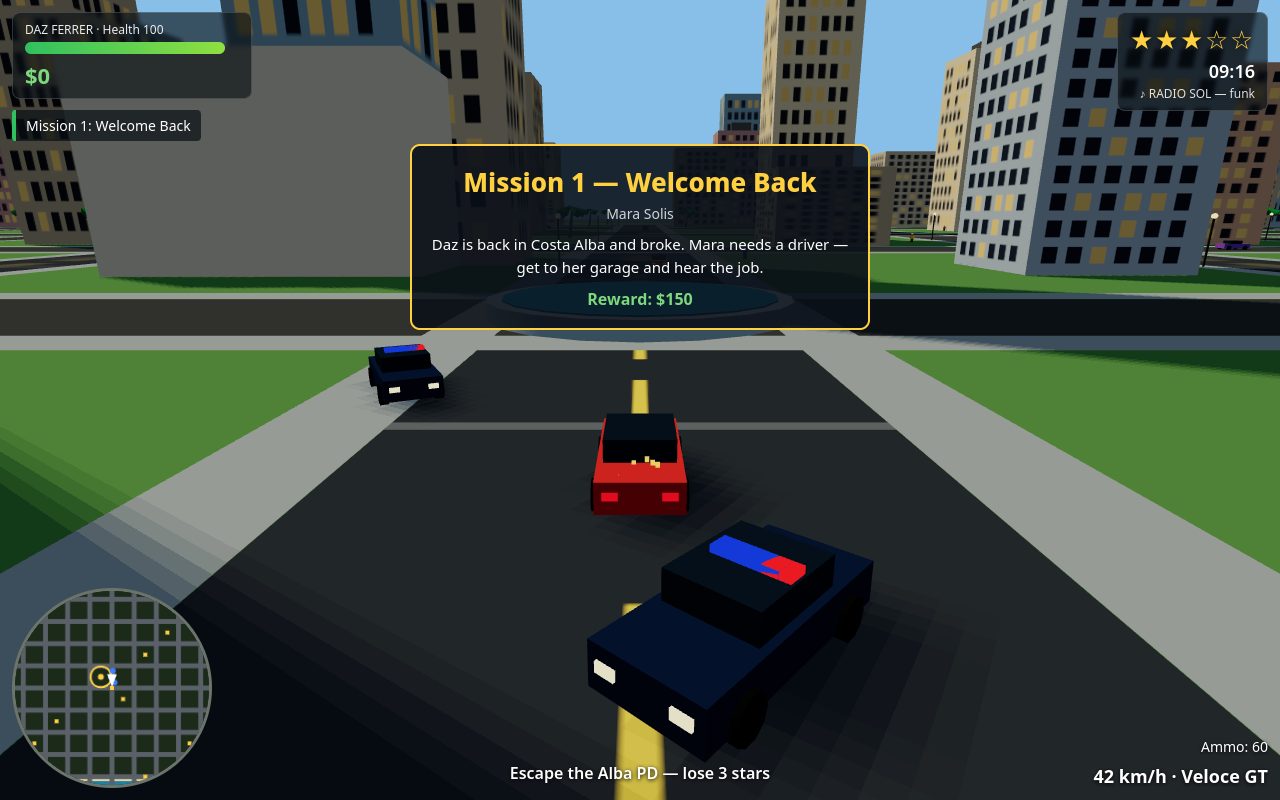 DAZ FERRER · Health 100
$0
Mission 1: Welcome Back
★★★☆☆
09:16
♪ RADIO SOL — funk
Mission 1 — Welcome Back
Mara Solis
Daz is back in Costa Alba and broke. Mara needs a driver —
get to her garage and hear the job.
Reward: $150
Escape the Alba PD — lose 3 stars
Ammo: 60
42 km/h · Veloce GT